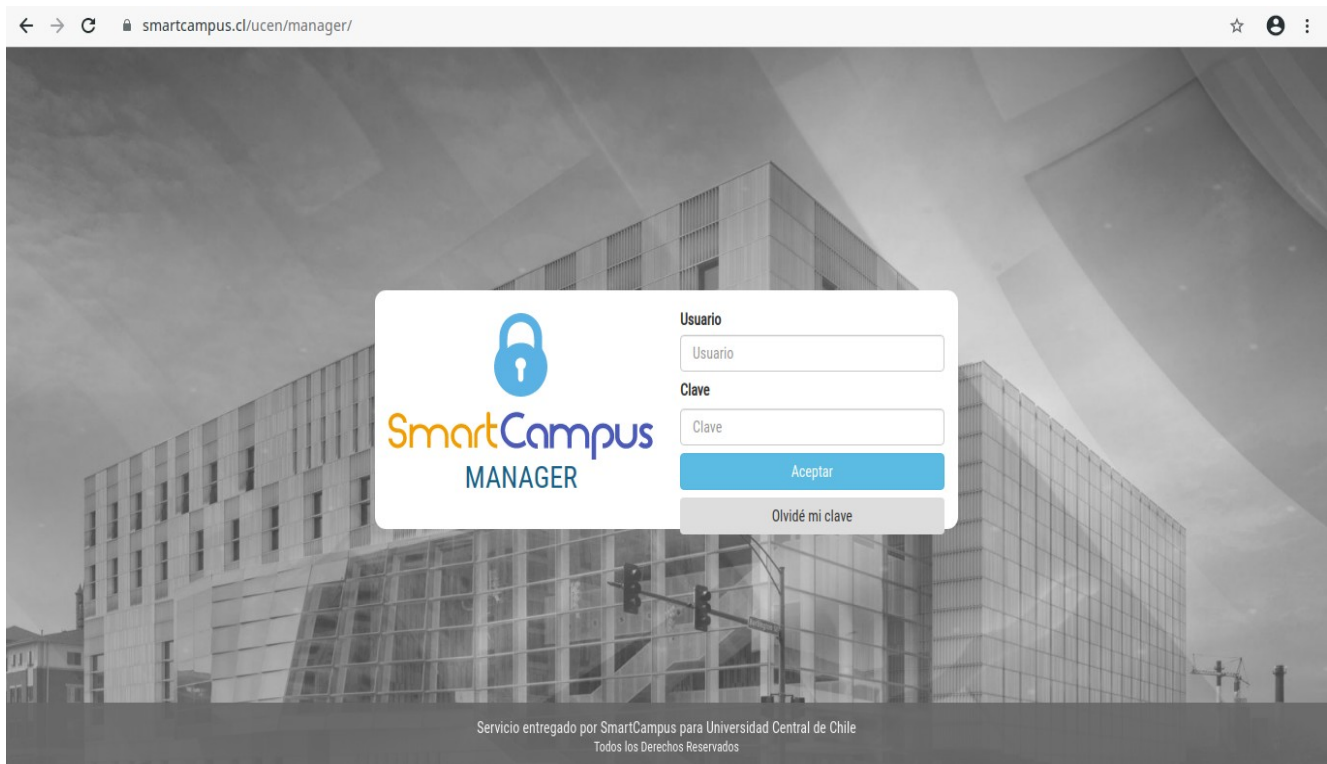 smartcampus.cl/ucen/manager/
Usuario
Usuario
Clave
Clave
SmartCampus
MANAGER
Aceptar
Olvidé mi clave
Servicio entregado por SmartCampus para Universidad Central de Chile
Todos los Derechos Reservados